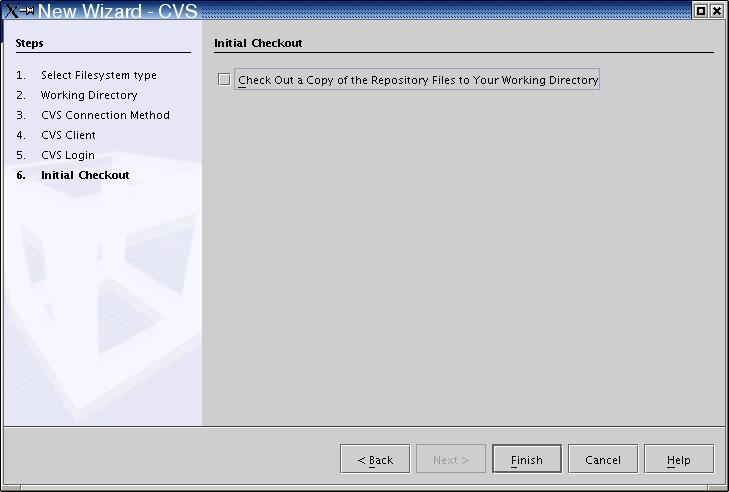 New Wizard - CVS
Steps
1. Select Filesystem type
2. Working Directory
3. CVS Connection Method
4. CVS Client
5. CVS Login
6. Initial Checkout
Initial Checkout
Check Out a Copy of the Repository Files to Your Working Directory
< Back
Next >
Finish
Cancel
Help